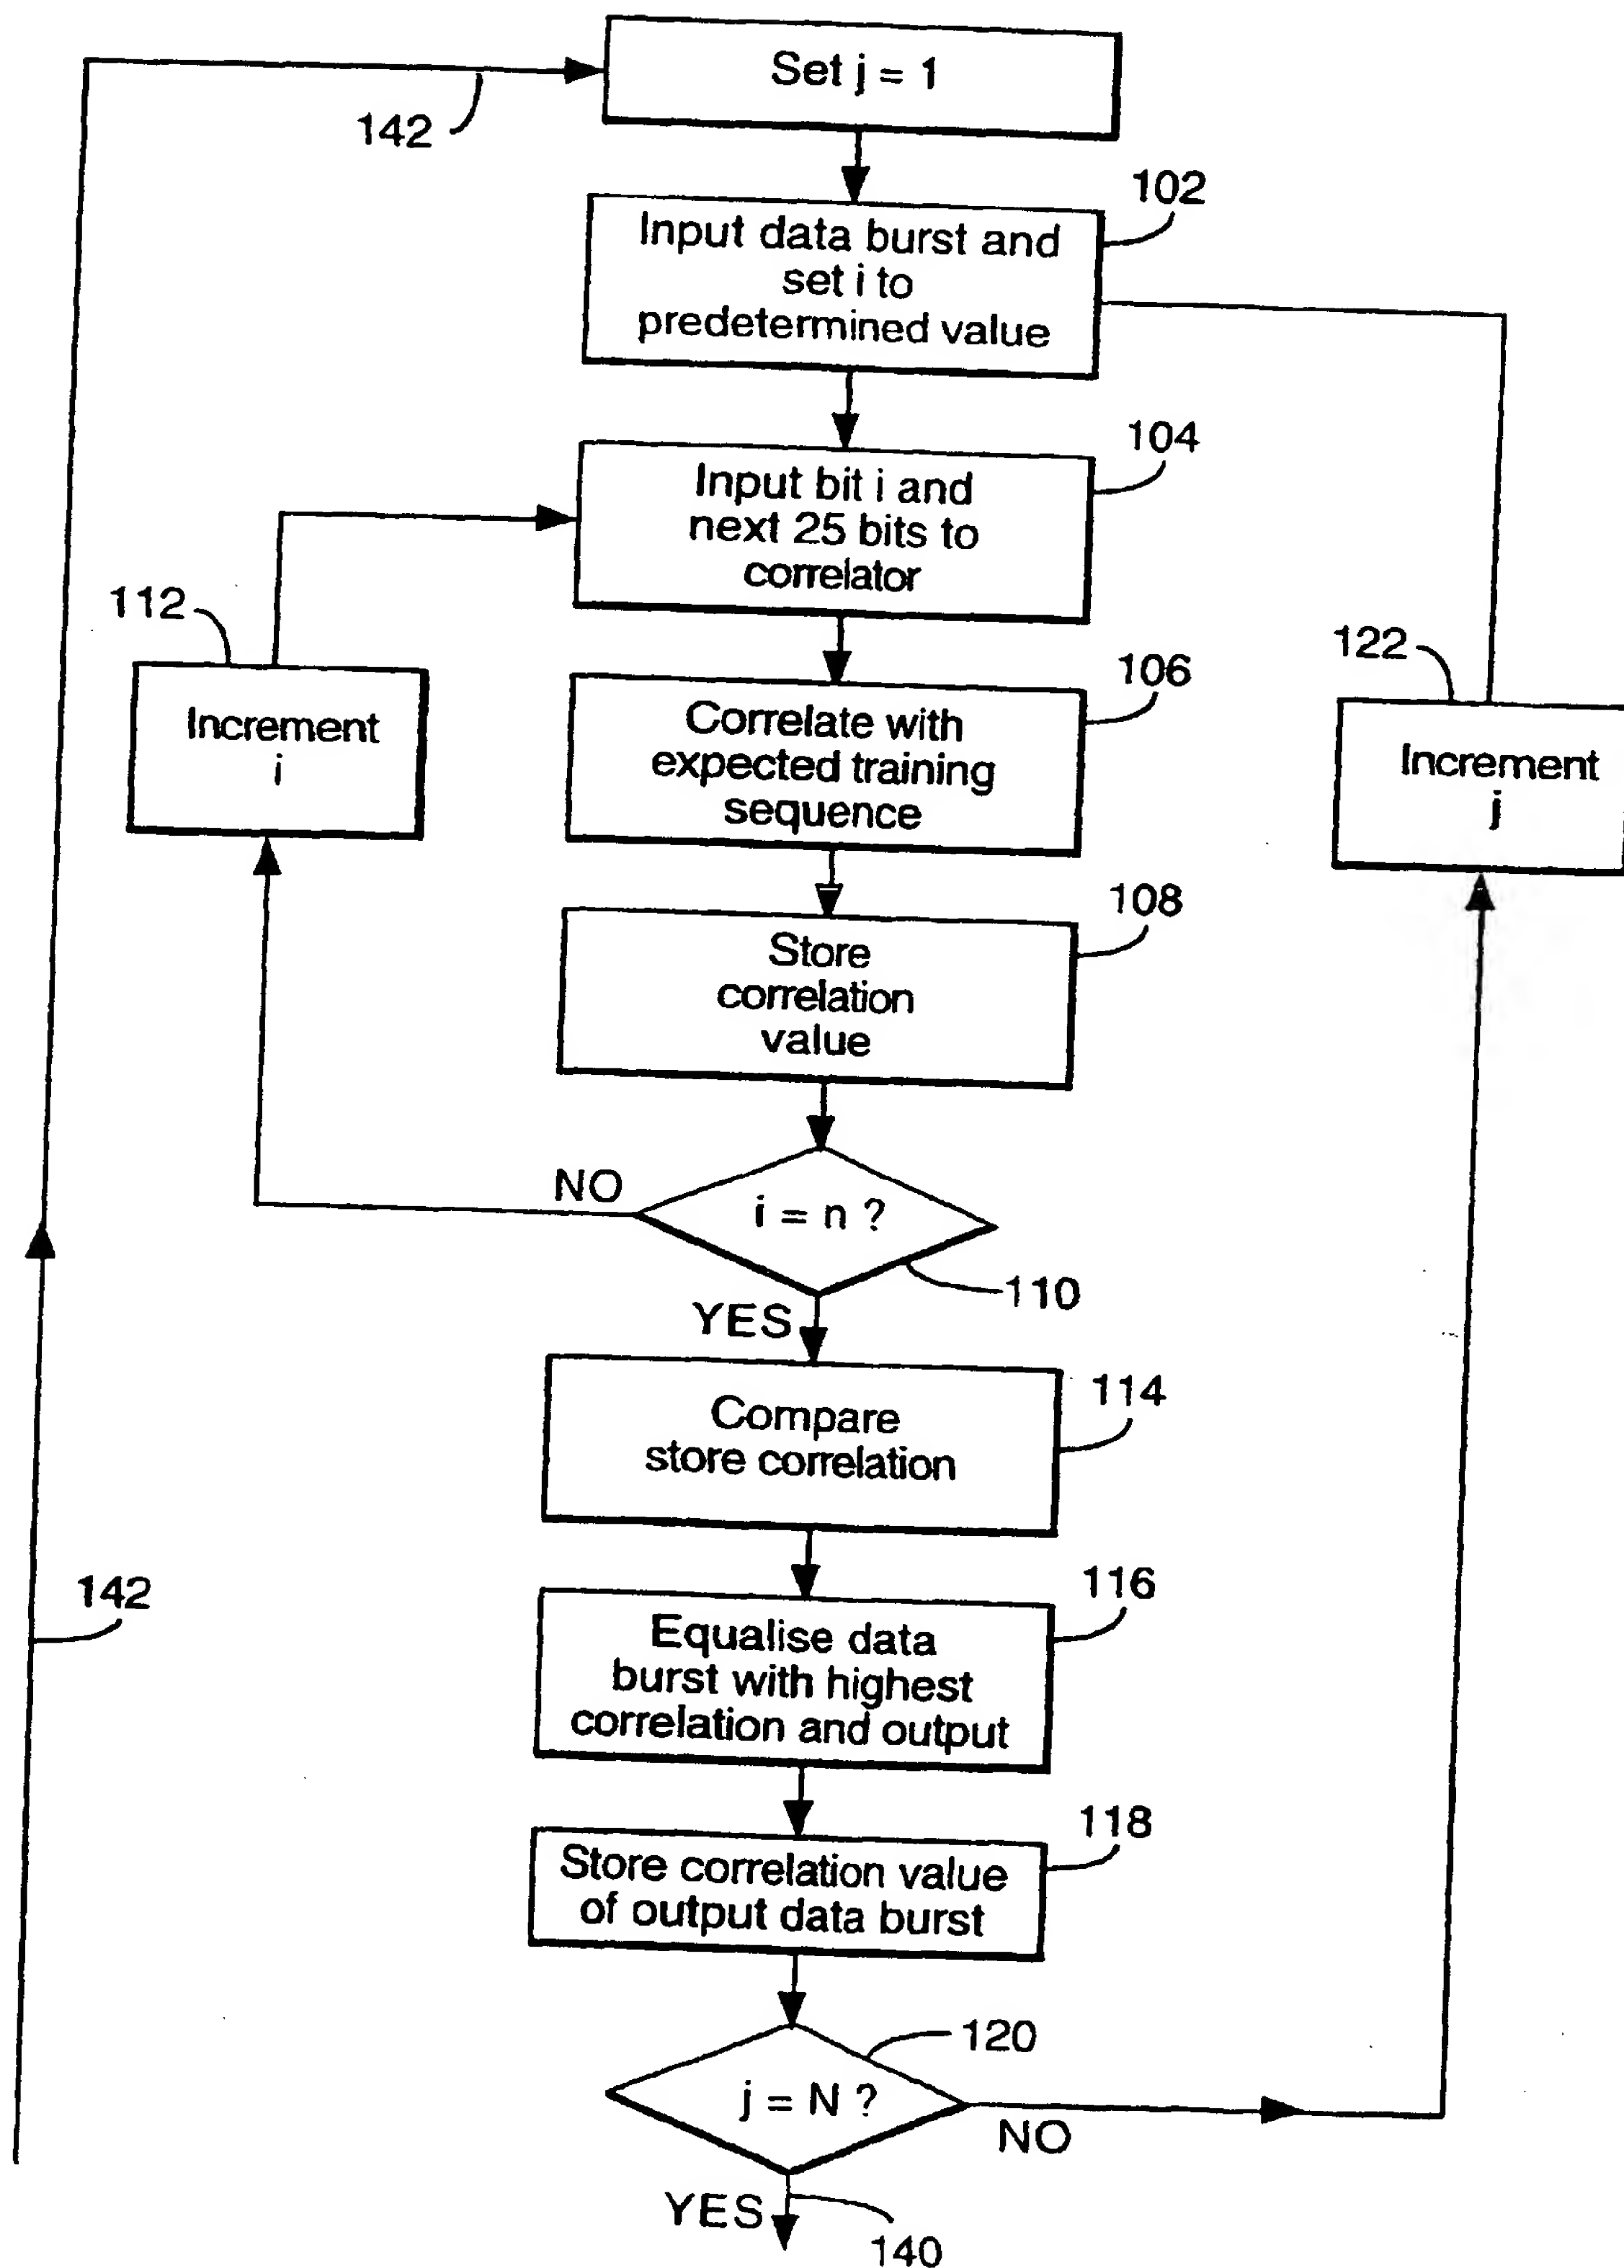 Set j = 1
142
102
Input data burst and
set i to
predetermined value
104
Input bit i and
next 25 bits to
correlator
112
Increment
i
122
Increment
j
106
Correlate with
expected training
sequence
108
Store
correlation
value
NO
i = n ?
110
YES
114
Compare
store correlation
142
116
Equalise data
burst with highest
correlation and output
118
Store correlation value
of output data burst
120
j = N ?
NO
YES
140